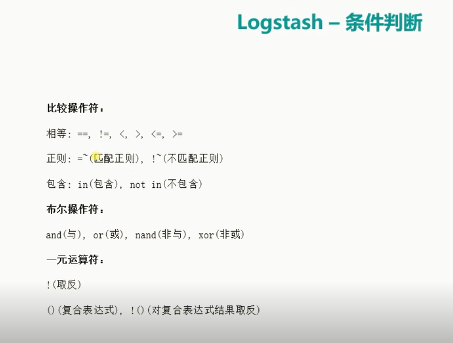 Logstash – 条件判断
比较操作符：
相等: ==, !=, <, >, <=, >=
正则: =~(匹配正则), !~(不匹配正则)
包含: in(包含), not in(不包含)
布尔操作符：
and(与), or(或), nand(非与), xor(非或)
一元运算符：
!(取反)
()(复合表达式), !()(对复合表达式结果取反)